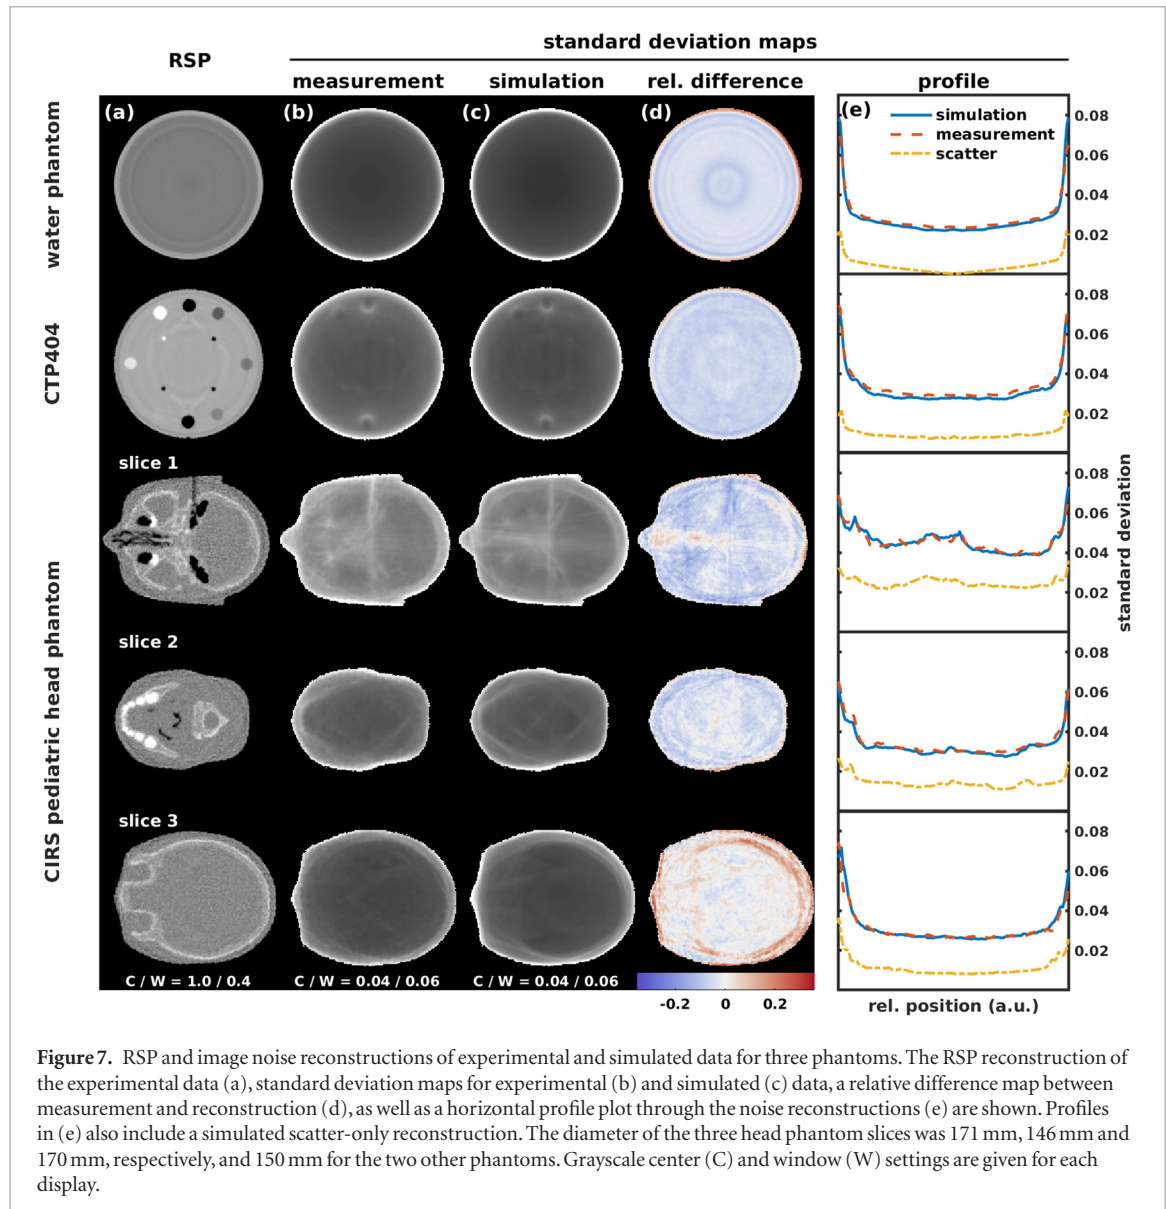 standard deviation maps
RSP
measurement
simulation
rel. difference
profile
water phantom
(a)
(b)
(c)
(d)
(e)
simulation
measurement
scatter
0.08
0.06
0.04
0.02
CTP404
0.08
0.06
0.04
0.02
CIRS pediatric head phantom
slice 1
0.08
0.06
0.04
0.02
standard deviation
slice 2
0.08
0.06
0.04
0.02
slice 3
0.08
0.06
0.04
0.02
C / W = 1.0 / 0.4
C / W = 0.04 / 0.06
C / W = 0.04 / 0.06
-0.2
0
0.2
rel. position (a.u.)
Figure 7. RSP and image noise reconstructions of experimental and simulated data for three phantoms. The RSP reconstruction of
the experimental data (a), standard deviation maps for experimental (b) and simulated (c) data, a relative difference map between
measurement and reconstruction (d), as well as a horizontal profile plot through the noise reconstructions (e) are shown. Profiles
in (e) also include a simulated scatter-only reconstruction. The diameter of the three head phantom slices was 171 mm, 146 mm and
170 mm, respectively, and 150 mm for the two other phantoms. Grayscale center (C) and window (W) settings are given for each
display.